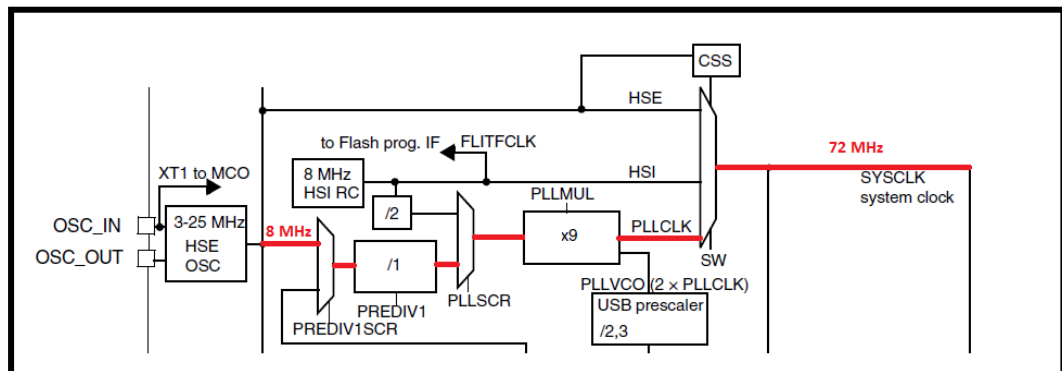 CSS
HSE
to Flash prog. IF FLITFCLK
72 MHz
XT1 to MCO
8 MHz
HSI RC
HSI
SYSCLK
system clock
PLLMUL
OSC_IN
3-25 MHz
/2
8 MHz
x9
PLLCLK
OSC_OUT
HSE
OSC
/1
SW
PLLVCO (2 × PLLCLK)
PLLSCR
PREDIV1
USB prescaler
/2,3
PREDIV1SCR